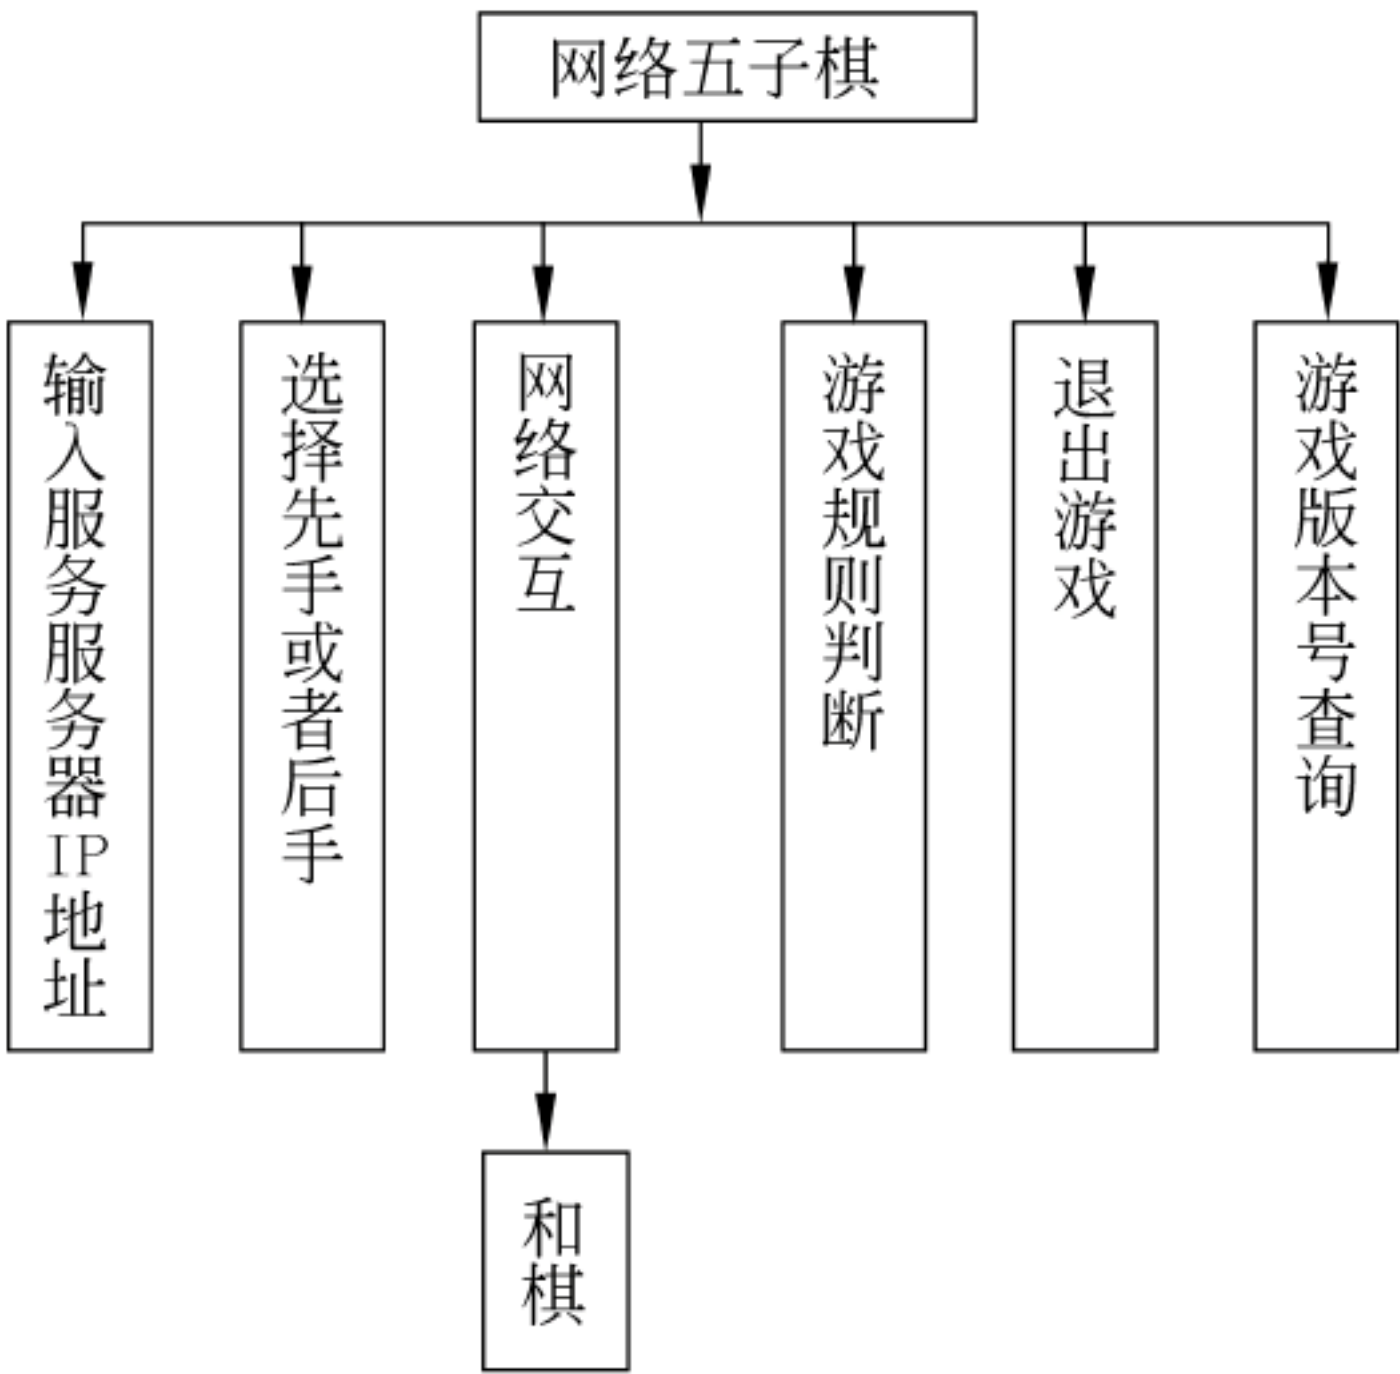 网络五子棋
输入服务服务器IP地址
选择先手或者后手
网络交互
游戏规则判断
退出游戏
游戏版本号查询
和棋